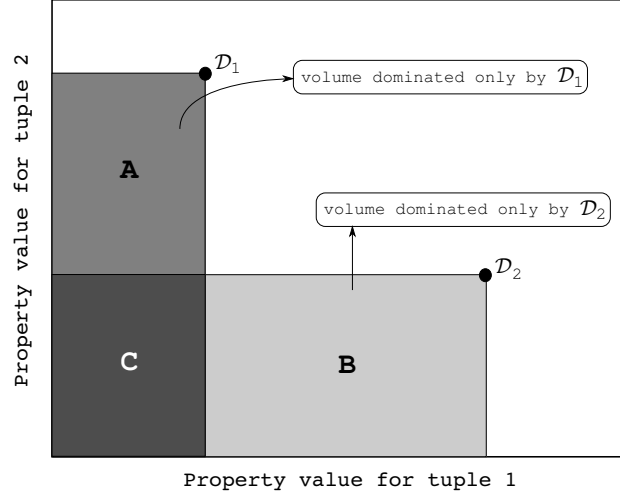 𝒟₁
volume dominated only by 𝒟₁
A
Property value for tuple 2
volume dominated only by 𝒟₂
𝒟₂
C
B
Property value for tuple 1